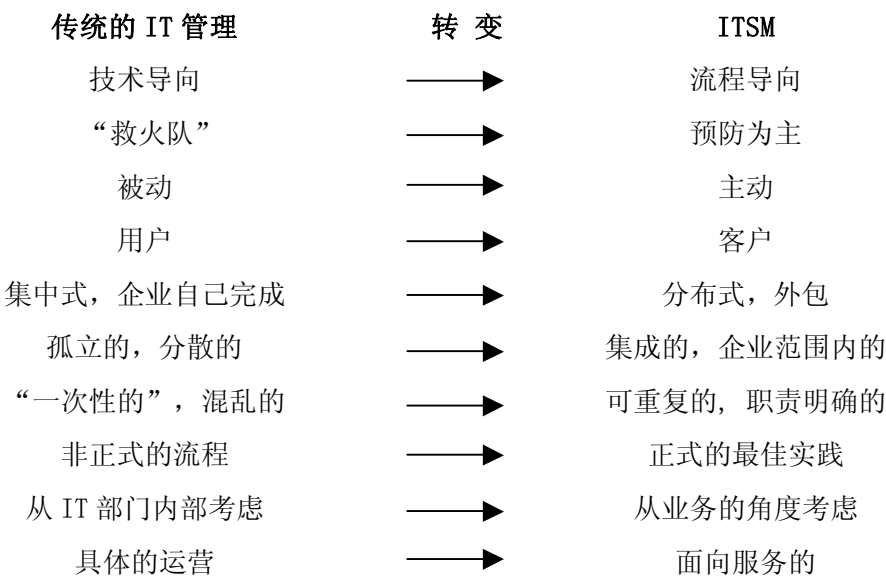 传统的 IT 管理 转 变 ITSM
技术导向 流程导向
“救火队” 预防为主
被动 主动
用户 客户
集中式，企业自己完成 分布式，外包
孤立的，分散的 集成的，企业范围内的
“一次性的”，混乱的 可重复的, 职责明确的
非正式的流程 正式的最佳实践
从 IT 部门内部考虑 从业务的角度考虑
具体的运营 面向服务的